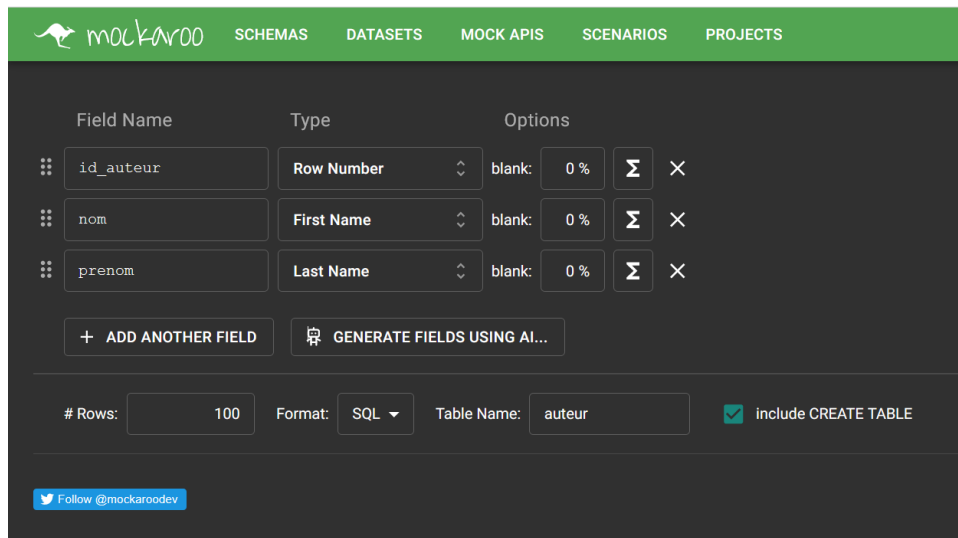 mockaroo SCHEMAS DATASETS MOCK APIS SCENARIOS PROJECTS
Field Name Type Options
id_auteur Row Number blank: 0 % Σ
nom First Name blank: 0 % Σ
prenom Last Name blank: 0 % Σ
+ ADD ANOTHER FIELD GENERATE FIELDS USING AI...
# Rows: 100 Format: SQL Table Name: auteur include CREATE TABLE
Follow @mockaroodev